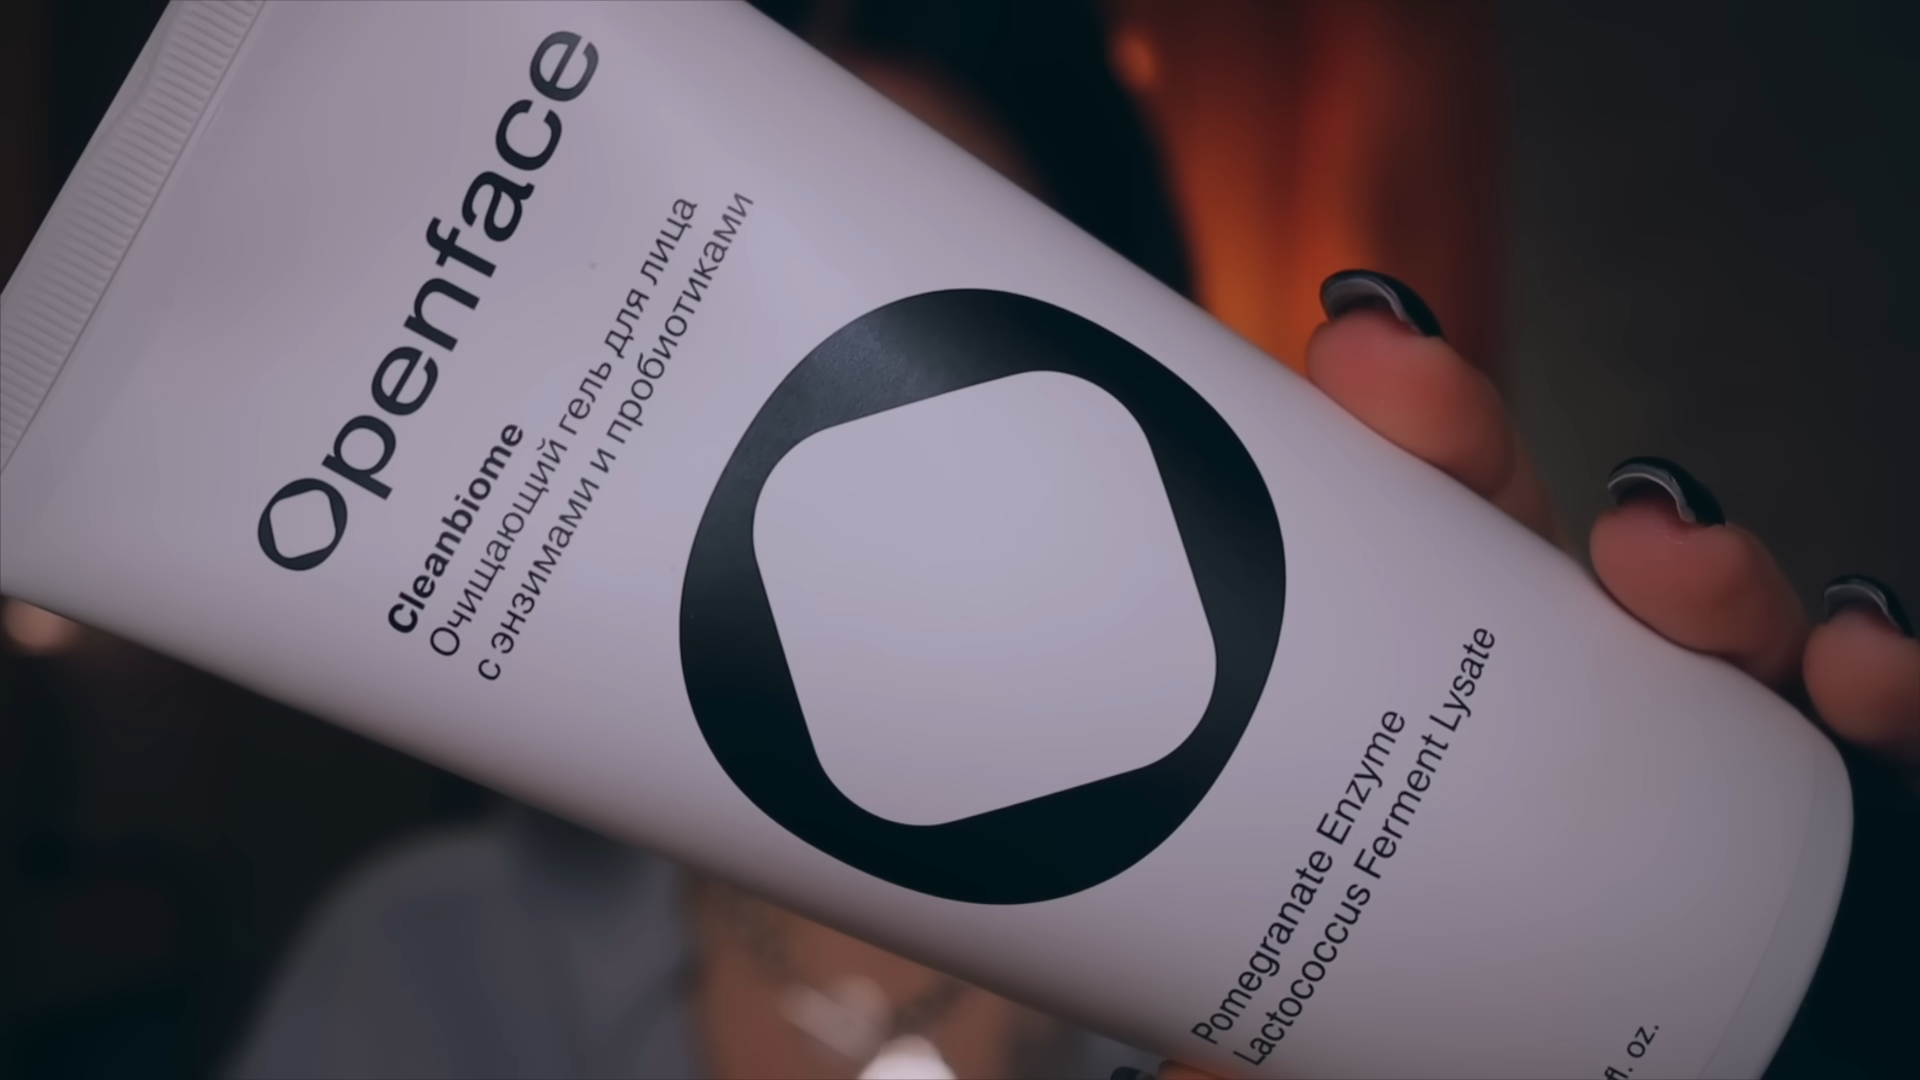 Openface
Cleanbiome
Очищающий гель для лица
с энзимами и пробиотиками
Pomegranate Enzyme
Lactococcus Ferment Lysate
fl. oz.